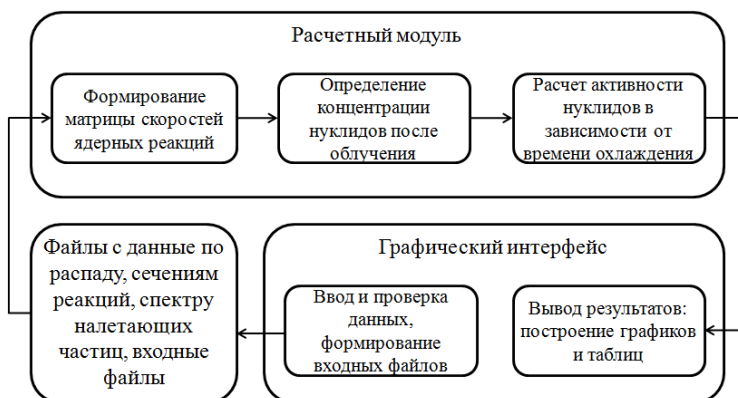 Расчетный модуль
Формирование
матрицы скоростей
ядерных реакций
Определение
концентрации
нуклидов после
облучения
Расчет активности
нуклидов в
зависимости от
времени охлаждения
Файлы с данные по
распаду, сечениям
реакций, спектру
налетающих
частиц, входные
файлы
Графический интерфейс
Ввод и проверка
данных,
формирование
входных файлов
Вывод результатов:
построение графиков
и таблиц